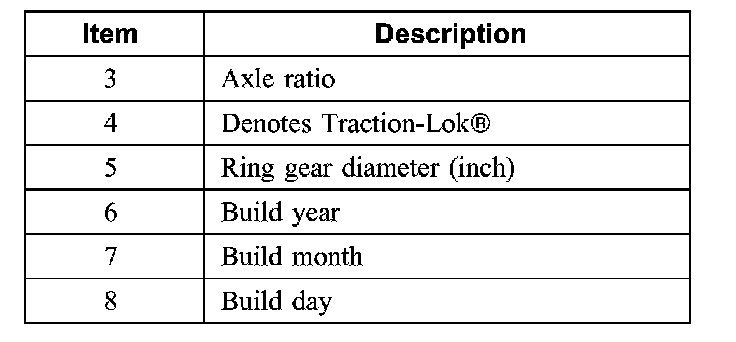 Item Description
3 Axle ratio
4 Denotes Traction-Lok®
5 Ring gear diameter (inch)
6 Build year
7 Build month
8 Build day